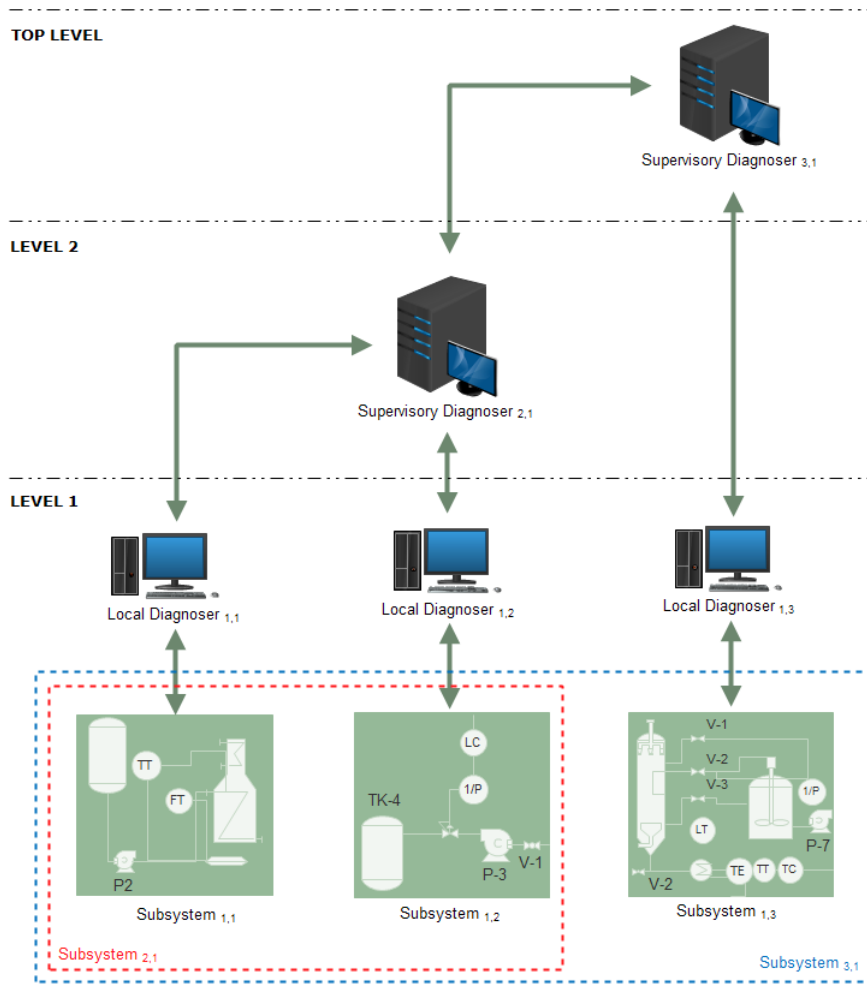 TOP LEVEL
Supervisory Diagnoser 3,1
LEVEL 2
Supervisory Diagnoser 2,1
LEVEL 1
Local Diagnoser 1,1
Local Diagnoser 1,2
Local Diagnoser 1,3
TT
FT
P2
Subsystem 1,1
LC
1/P
TK-4
C
P-3
V-1
Subsystem 1,2
V-1
V-2
V-3
1/P
LT
P-7
V-2
TE
TT
TC
Subsystem 1,3
Subsystem 2,1
Subsystem 3,1